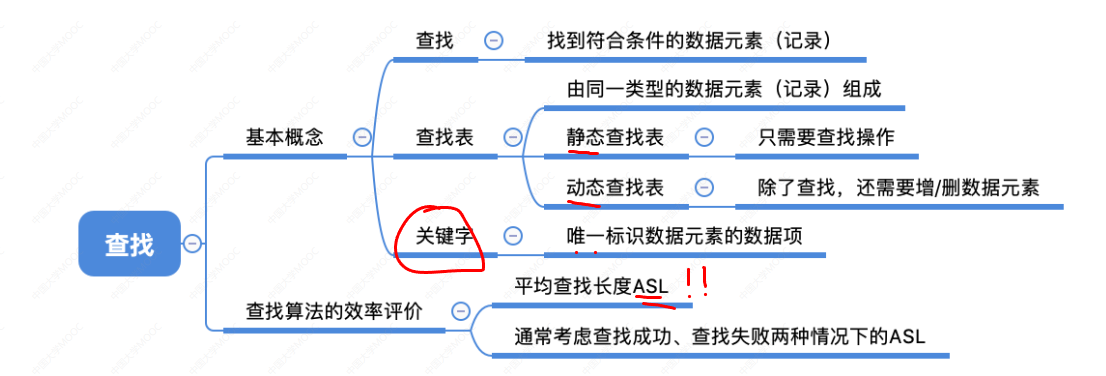 查找
基本概念
查找
找到符合条件的数据元素（记录）
查找表
由同一类型的数据元素（记录）组成
静态查找表
只需要查找操作
动态查找表
除了查找，还需要增/删数据元素
关键字
唯一标识数据元素的数据项
查找算法的效率评价
平均查找长度ASL !!
通常考虑查找成功、查找失败两种情况下的ASL